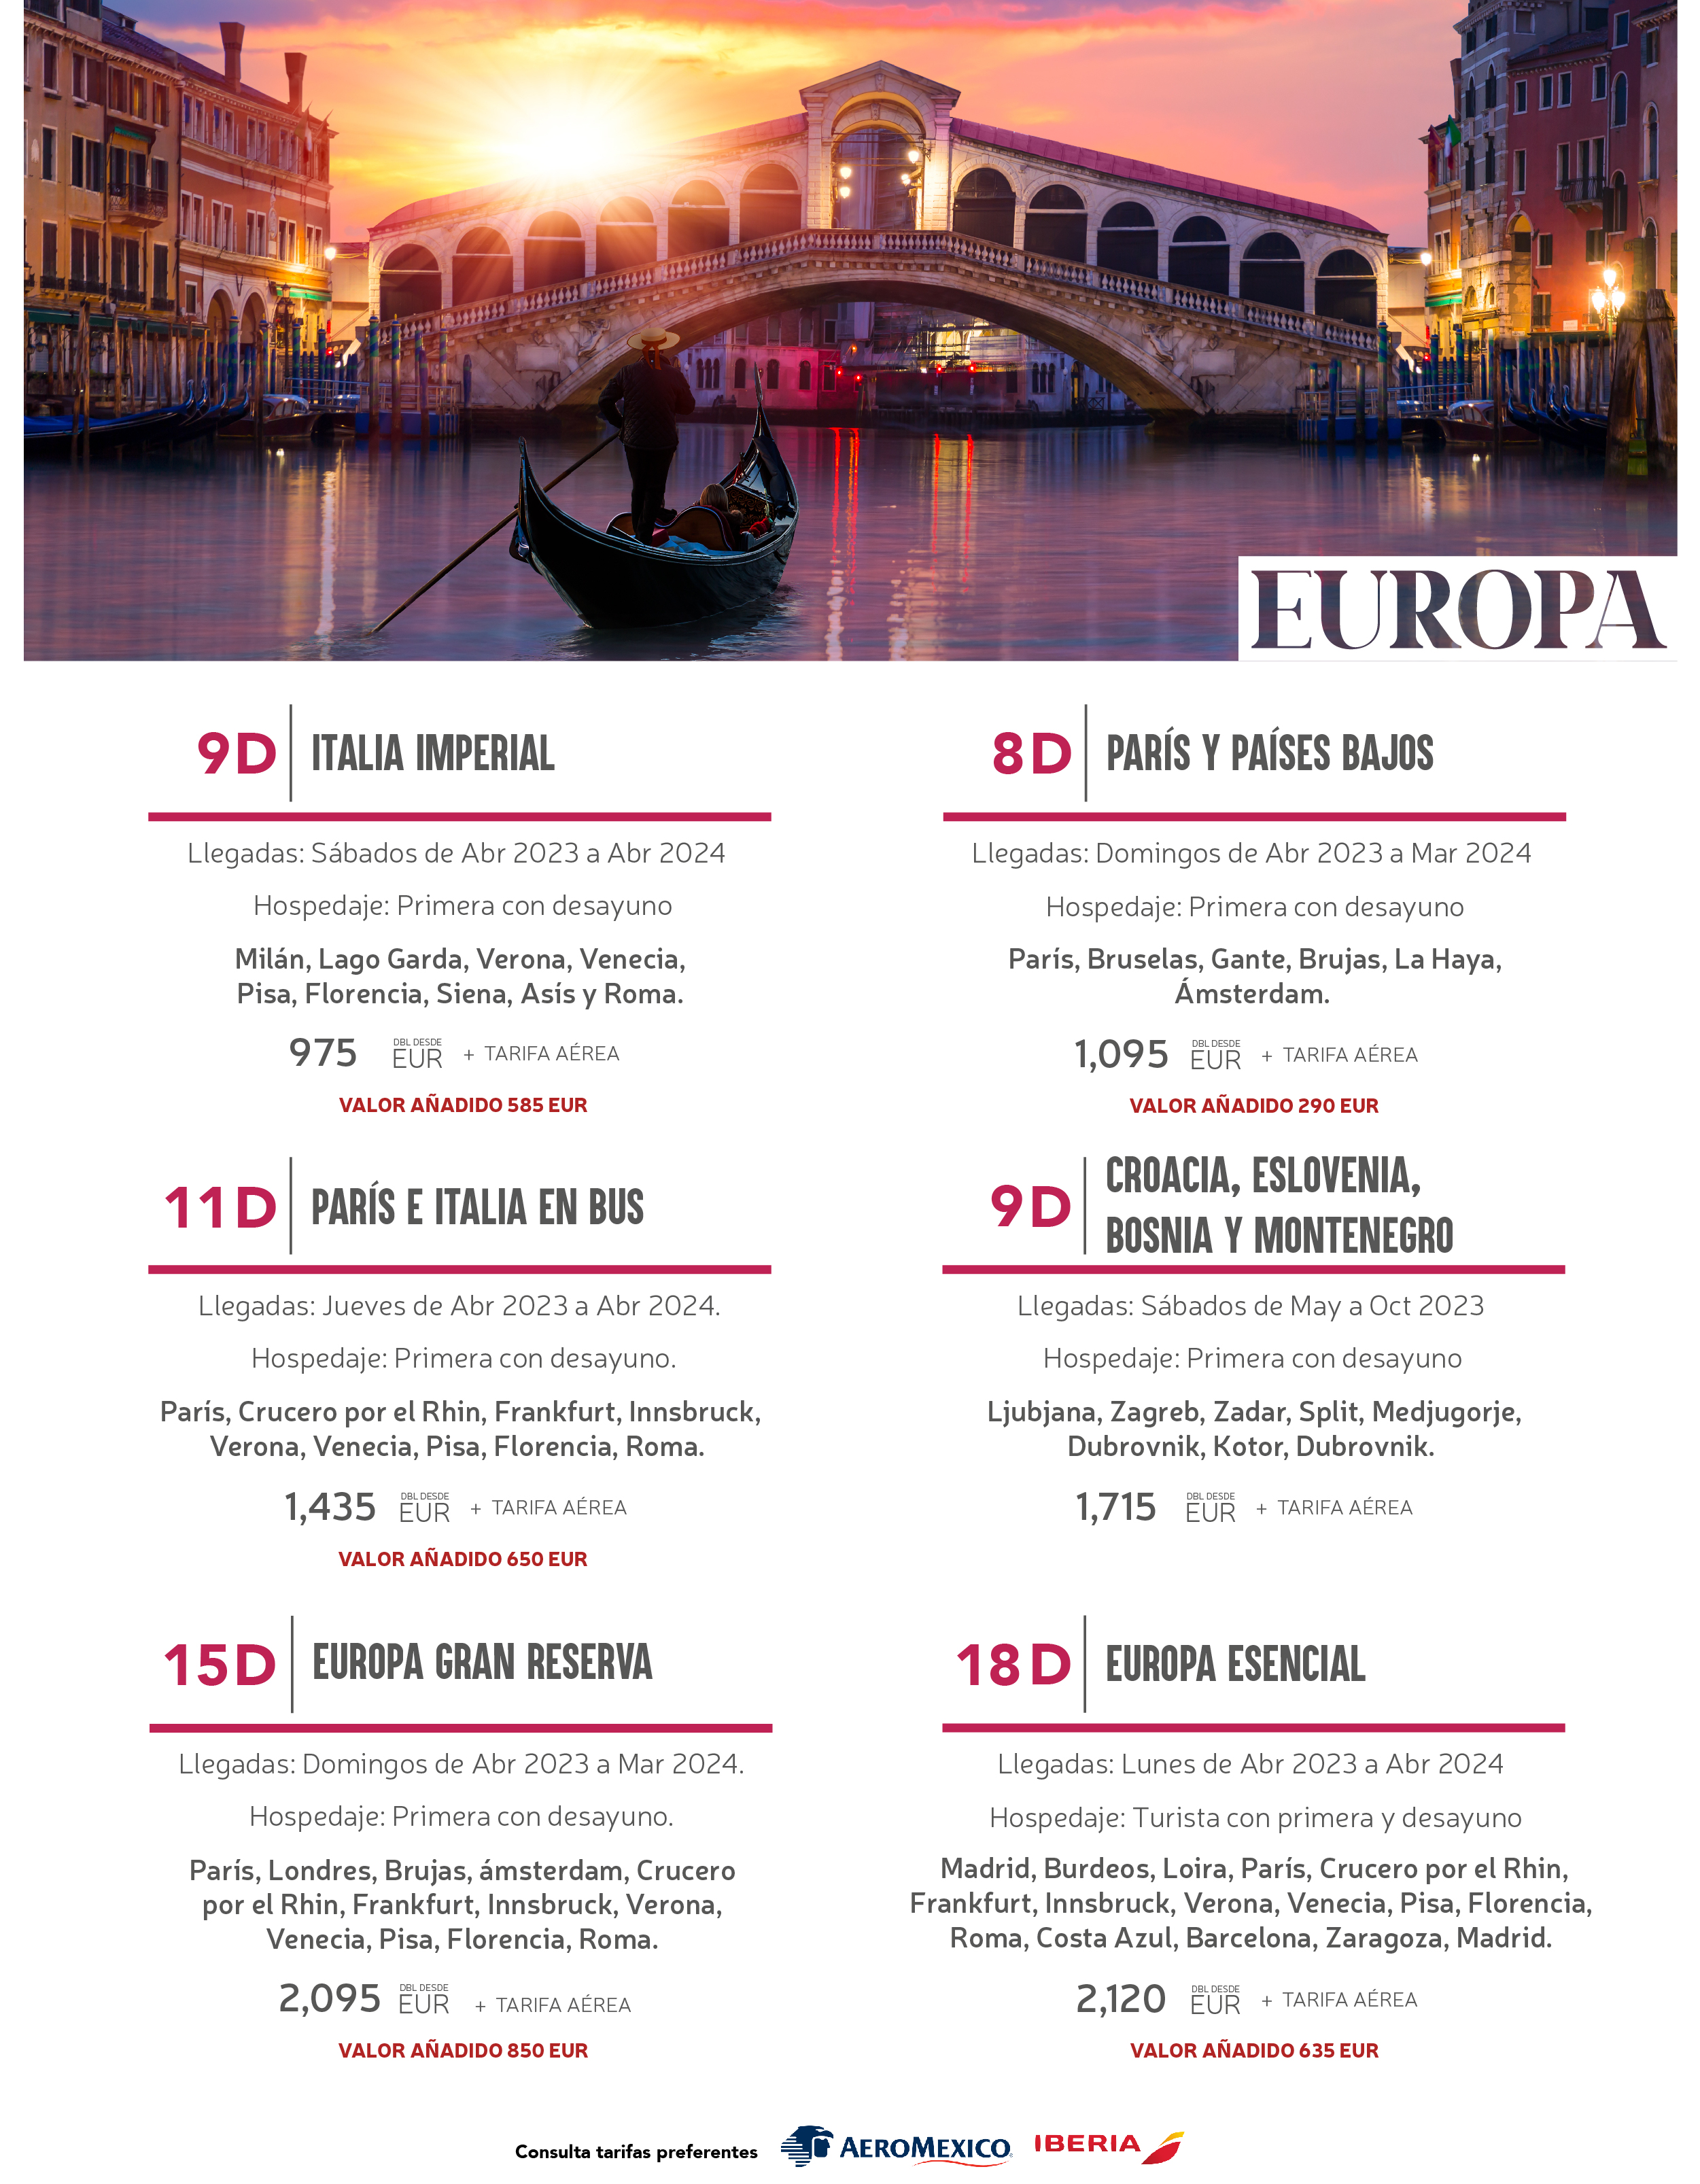 EUROPA
9D
ITALIA IMPERIAL
Llegadas: Sábados de Abr 2023 a Abr 2024
Hospedaje: Primera con desayuno
Milán, Lago Garda, Verona, Venecia,
Pisa, Florencia, Siena, Asís y Roma.
975 DBL DESDE EUR + TARIFA AÉREA
VALOR AÑADIDO 585 EUR
8D
PARÍS Y PAÍSES BAJOS
Llegadas: Domingos de Abr 2023 a Mar 2024
Hospedaje: Primera con desayuno
París, Bruselas, Gante, Brujas, La Haya,
Ámsterdam.
1,095 DBL DESDE EUR + TARIFA AÉREA
VALOR AÑADIDO 290 EUR
11D
PARÍS E ITALIA EN BUS
Llegadas: Jueves de Abr 2023 a Abr 2024.
Hospedaje: Primera con desayuno.
París, Crucero por el Rhin, Frankfurt, Innsbruck,
Verona, Venecia, Pisa, Florencia, Roma.
1,435 DBL DESDE EUR + TARIFA AÉREA
VALOR AÑADIDO 650 EUR
9D
CROACIA, ESLOVENIA,
BOSNIA Y MONTENEGRO
Llegadas: Sábados de May a Oct 2023
Hospedaje: Primera con desayuno
Ljubjana, Zagreb, Zadar, Split, Medjugorje,
Dubrovnik, Kotor, Dubrovnik.
1,715 DBL DESDE EUR + TARIFA AÉREA
15D
EUROPA GRAN RESERVA
Llegadas: Domingos de Abr 2023 a Mar 2024.
Hospedaje: Primera con desayuno.
París, Londres, Brujas, ámsterdam, Crucero
por el Rhin, Frankfurt, Innsbruck, Verona,
Venecia, Pisa, Florencia, Roma.
2,095 DBL DESDE EUR + TARIFA AÉREA
VALOR AÑADIDO 850 EUR
18D
EUROPA ESENCIAL
Llegadas: Lunes de Abr 2023 a Abr 2024
Hospedaje: Turista con primera y desayuno
Madrid, Burdeos, Loira, París, Crucero por el Rhin,
Frankfurt, Innsbruck, Verona, Venecia, Pisa, Florencia,
Roma, Costa Azul, Barcelona, Zaragoza, Madrid.
2,120 DBL DESDE EUR + TARIFA AÉREA
VALOR AÑADIDO 635 EUR
Consulta tarifas preferentes AEROMEXICO IBERIA